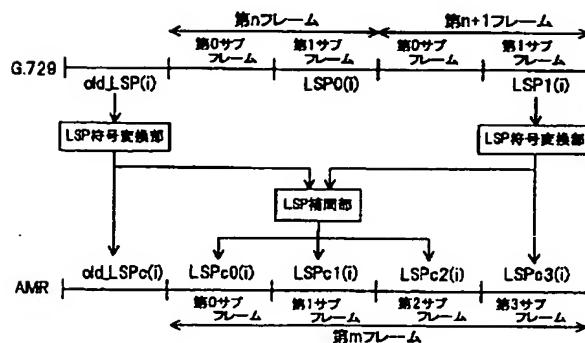 第nフレーム 第n+1フレーム
第0サブ 第1サブ 第0サブ 第1サブ
フレーム フレーム フレーム フレーム
G.729 old_LSP(i) LSP0(i) LSP1(i)
LSP符号変換部 LSP符号変換部
LSP補間部
AMR old_LSPc(i) LSPc0(i) LSPc1(i) LSPc2(i) LSPc3(i)
第0サブ 第1サブ 第2サブ 第3サブ
フレーム フレーム フレーム フレーム
第mフレーム